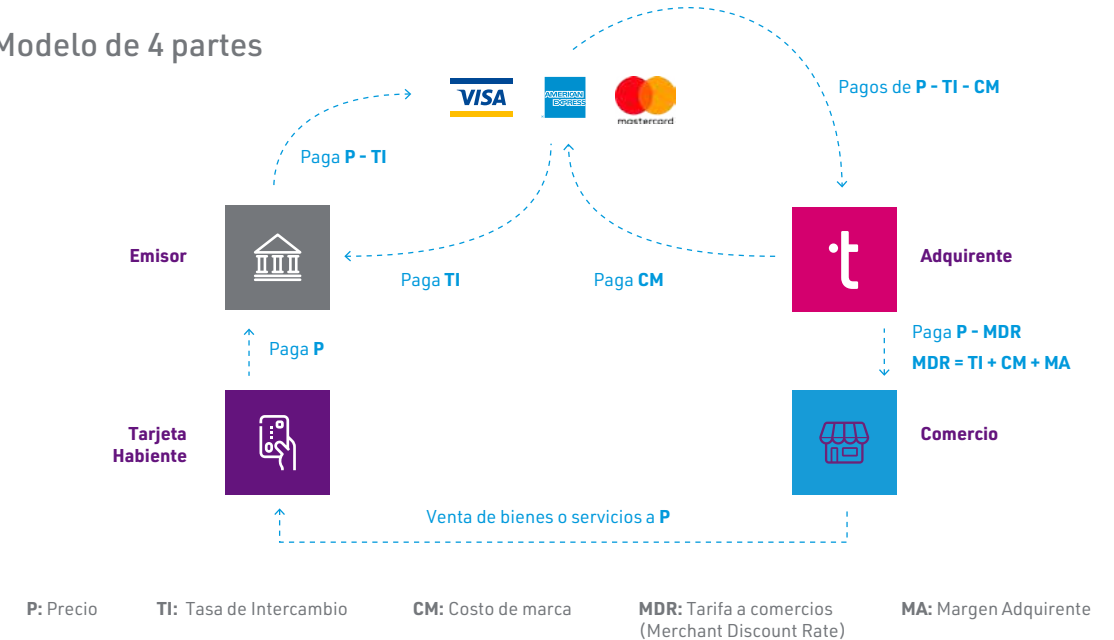 Modelo de 4 partes
VISA
AMERICAN
EXPRESS
mastercard
Pagos de P - TI - CM
Paga P - TI
Emisor
Adquirente
t
Paga TI
Paga CM
Paga P
Paga P - MDR
MDR = TI + CM + MA
Tarjeta
Habiente
Comercio
Venta de bienes o servicios a P
P: Precio
TI: Tasa de Intercambio
CM: Costo de marca
MDR: Tarifa a comercios
(Merchant Discount Rate)
MA: Margen Adquirente